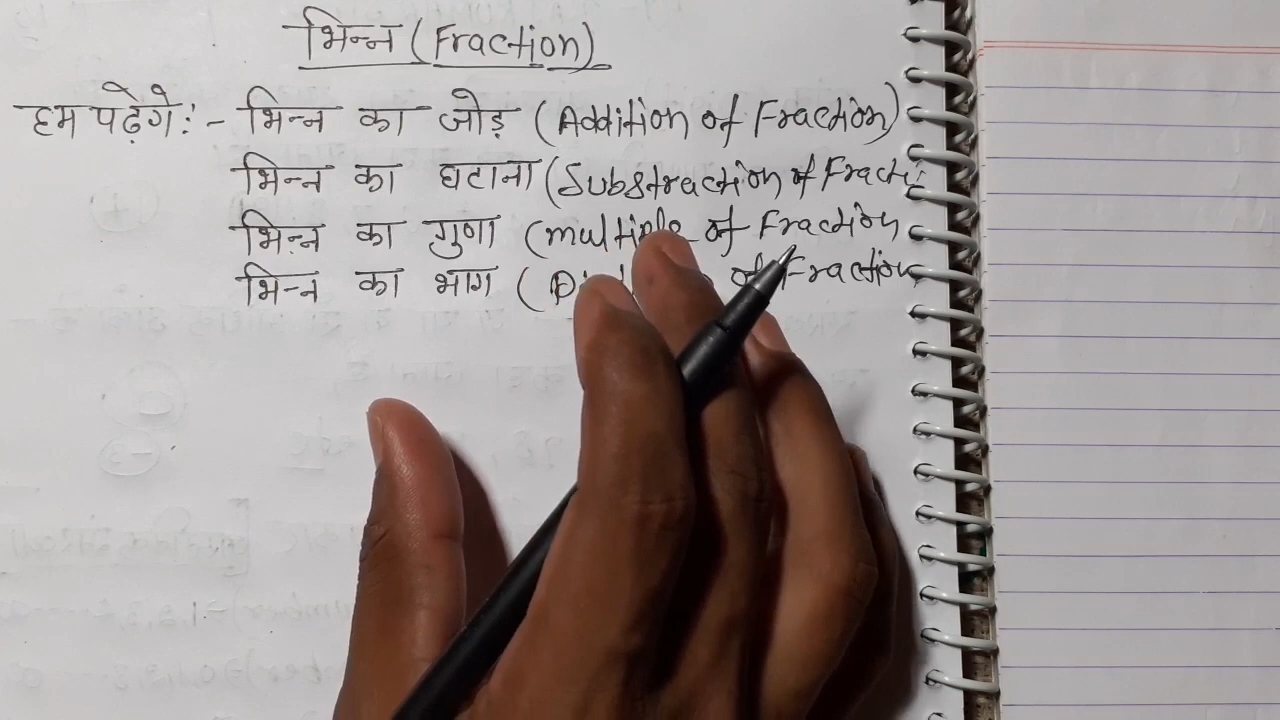 भिन्न (Fraction)
हम पढ़ेगे:- भिन्न का जोड़ (Addition of Fraction)
भिन्न का घटाना (Substraction of Fracti
भिन्न का गुणा (multiple of Fraction
भिन्न का भाग ( of Fraction